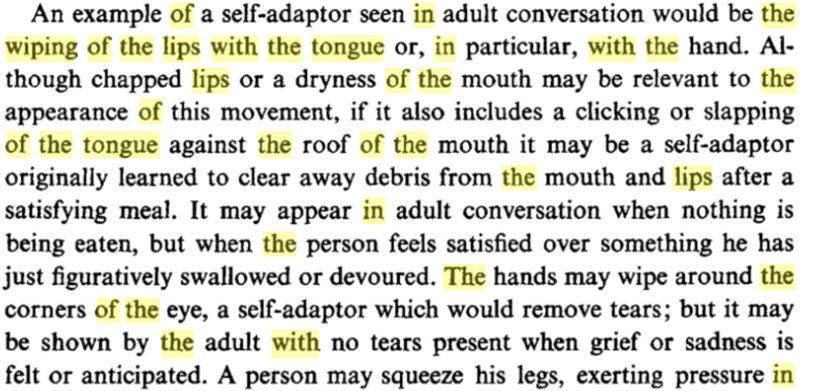 An example of a self-adaptor seen in adult conversation would be the
wiping of the lips with the tongue or, in particular, with the hand. Al-
though chapped lips or a dryness of the mouth may be relevant to the
appearance of this movement, if it also includes a clicking or slapping
of the tongue against the roof of the mouth it may be a self-adaptor
originally learned to clear away debris from the mouth and lips after a
satisfying meal. It may appear in adult conversation when nothing is
being eaten, but when the person feels satisfied over something he has
just figuratively swallowed or devoured. The hands may wipe around the
corners of the eye, a self-adaptor which would remove tears; but it may
be shown by the adult with no tears present when grief or sadness is
felt or anticipated. A person may squeeze his legs, exerting pressure in